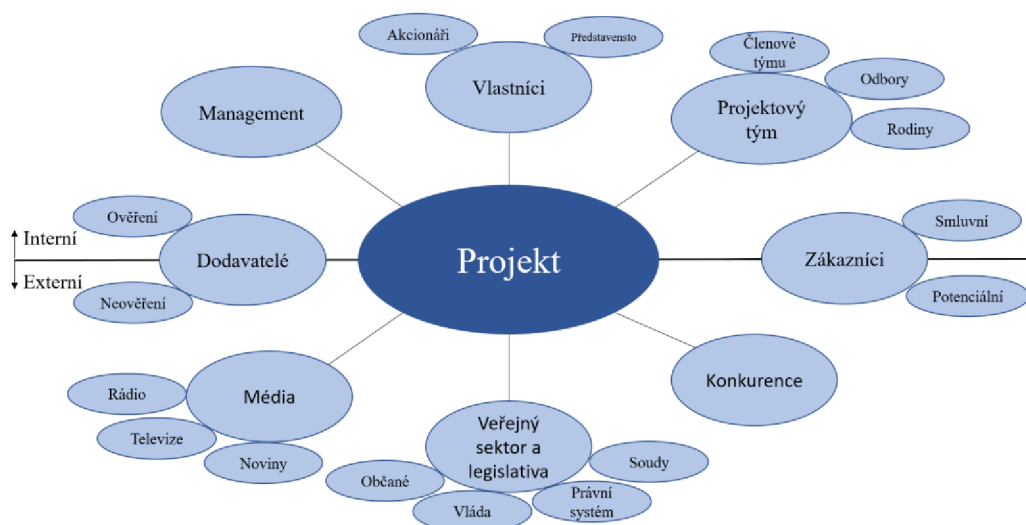 Akcionáři
Představensto
Vlastníci
Členové
týmu
Odbory
Projektový
tým
Rodiny
Management
Ověření
Interní
Dodavatelé
Externí
Neověření
Projekt
Smluvní
Zákazníci
Potenciální
Konkurence
Média
Rádio
Televize
Noviny
Veřejný
sektor a
legislativa
Občané
Vláda
Právní
systém
Soudy